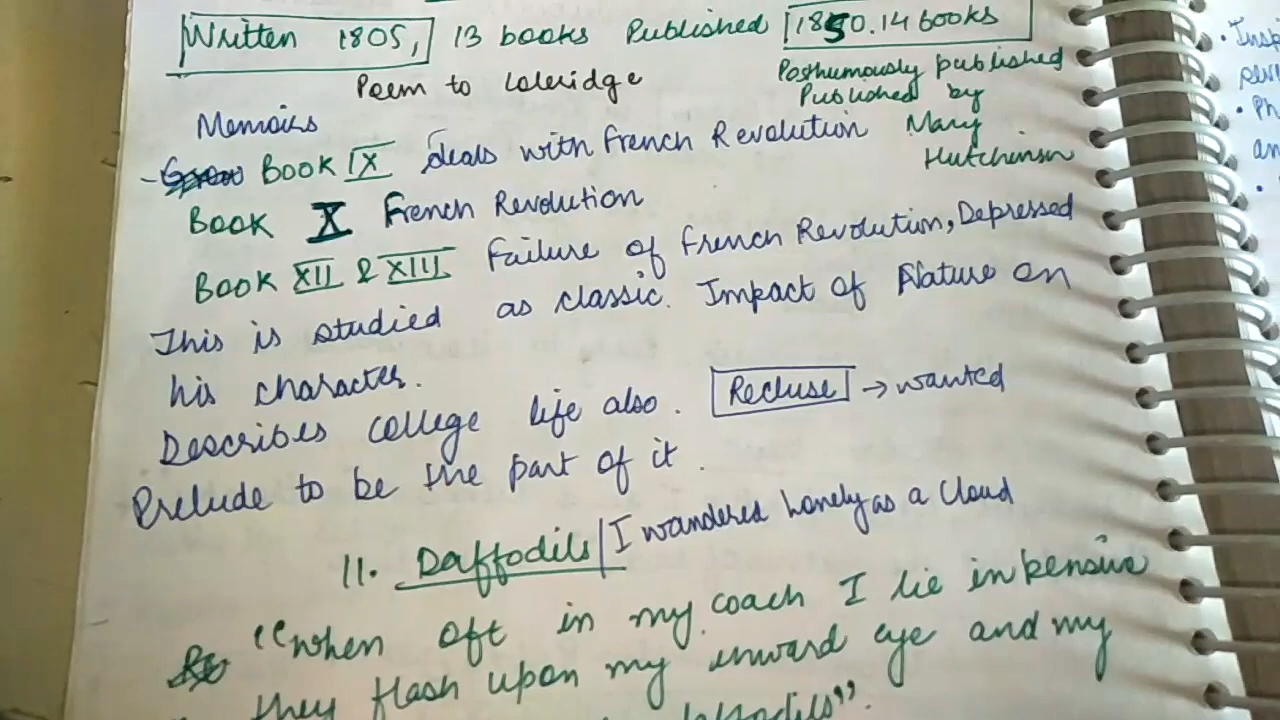 Written 1805, 13 books Published 1850. 14 books
Poem to Coleridge
Posthumously published
Published by
Mary
Hutchinson
Memoirs
- Book IX deals with French Revolution
Book X French Revolution
Book XII & XIII Failure of French Revolution, Depressed
This is studied as classic. Impact of Nature on
his character.
Describes college life also. Recluse → wanted
Prelude to be the part of it.
11. Daffodils / I wandered lonely as a Cloud
"when oft in my coach I lie in pensive
they flash upon my inward eye and my